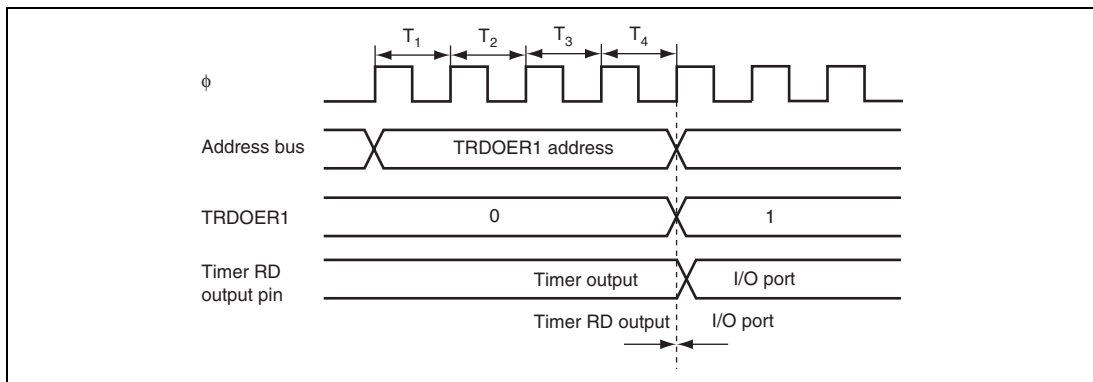 T1 T2 T3 T4
ϕ
Address bus TRDOER1 address
TRDOER1 0 1
Timer RD
output pin
Timer output I/O port
Timer RD output I/O port